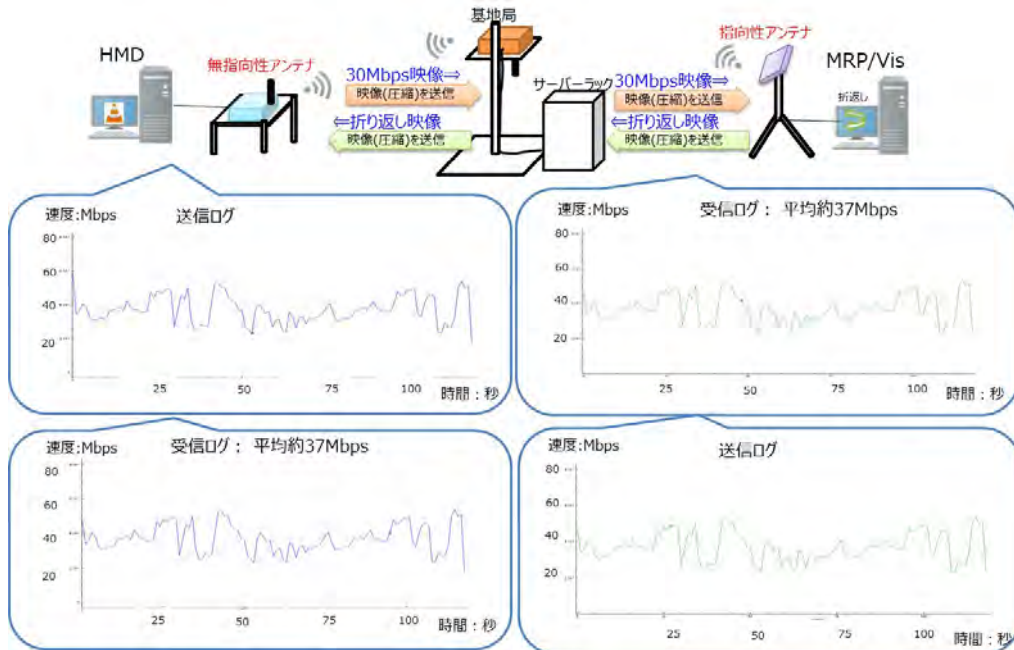 基地局
HMD
無指向性アンテナ
指向性アンテナ
MRP/Vis
30Mbps映像⇒
映像(圧縮)を送信
⇐折り返し映像
映像(圧縮)を送信
サーバーラック
30Mbps映像⇒
映像(圧縮)を送信
⇐折り返し映像
映像(圧縮)を送信
折返し
速度:Mbps
送信ログ
80
60
40
20
25
50
75
100
時間：秒
速度:Mbps
受信ログ： 平均約37Mbps
80
60
40
20
25
50
75
100
時間：秒
速度:Mbps
受信ログ： 平均約37Mbps
80
60
40
20
25
50
75
100
時間：秒
速度:Mbps
送信ログ
80
60
40
20
25
50
75
100
時間：秒